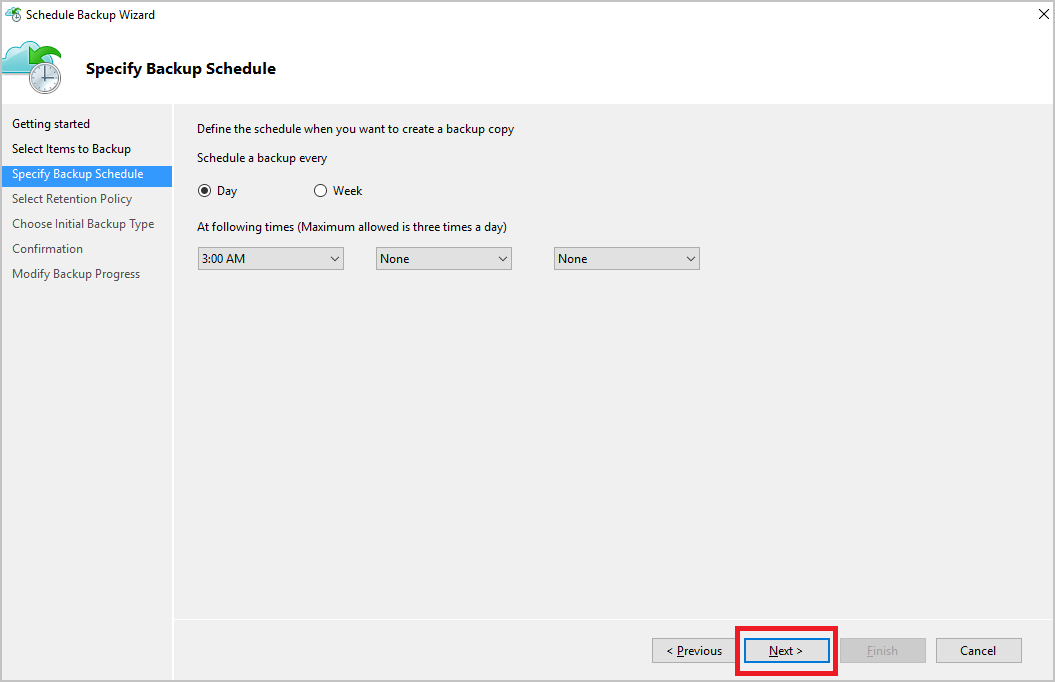 Schedule Backup Wizard
Specify Backup Schedule
Getting started
Select Items to Backup
Specify Backup Schedule
Select Retention Policy
Choose Initial Backup Type
Confirmation
Modify Backup Progress
Define the schedule when you want to create a backup copy
Schedule a backup every
Day Week
At following times (Maximum allowed is three times a day)
3:00 AM None None
< Previous Next > Finish Cancel